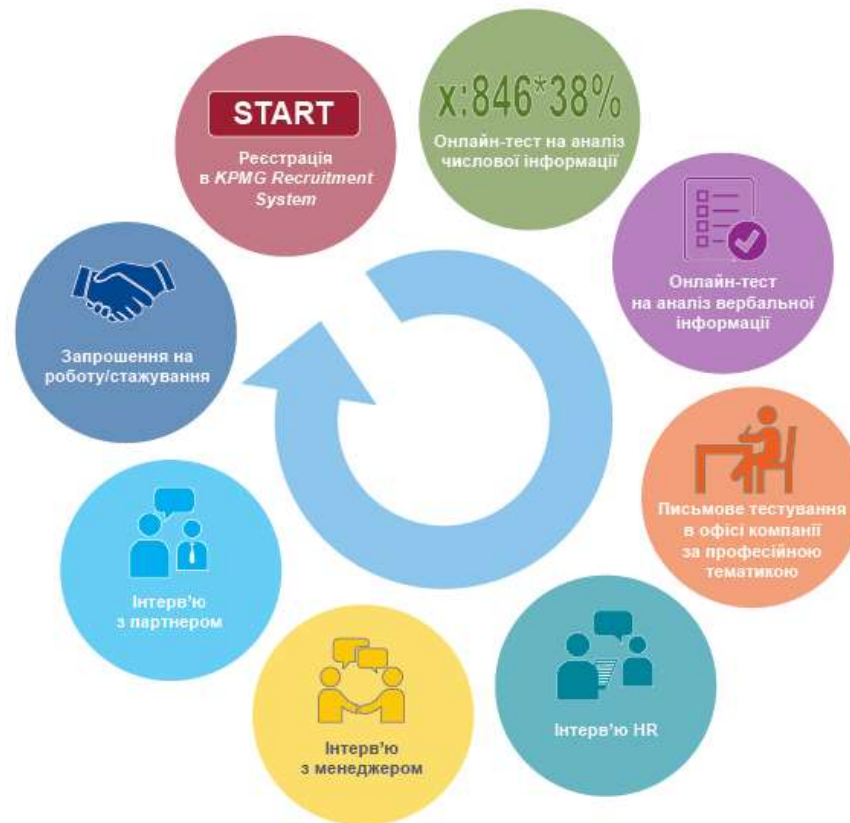 START
Реєстрація
в KPMG Recruitment
System
x:846*38%
Онлайн-тест на аналіз
числової інформації
Онлайн-тест
на аналіз вербальної
інформації
Письмове тестування
в офісі компанії
за професійною
тематикою
Інтерв’ю HR
Інтерв’ю
з менеджером
Інтерв’ю
з партнером
Запрошення на
роботу/стажування